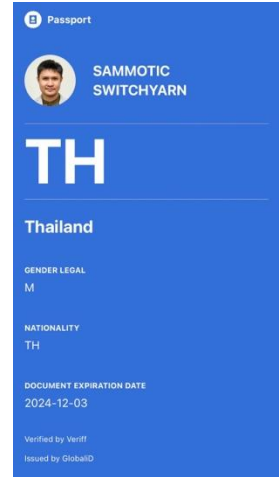 Passport
SAMMOTIC
SWITCHYARN
TH
Thailand
GENDER LEGAL
M
NATIONALITY
TH
DOCUMENT EXPIRATION DATE
2024-12-03
Verified by Veriff
Issued by GlobaliD